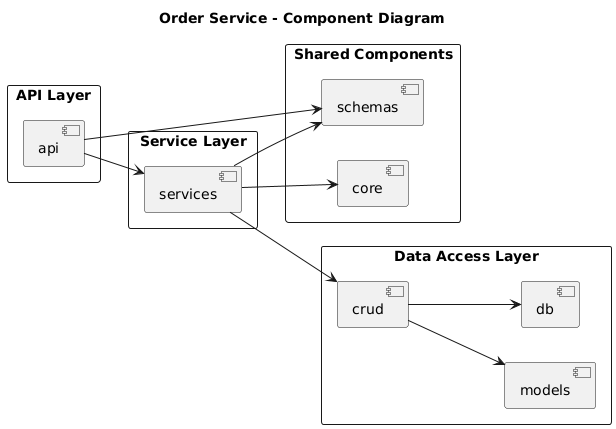 Order Service - Component Diagram
API Layer
api
Service Layer
services
Shared Components
schemas
core
Data Access Layer
crud
db
models